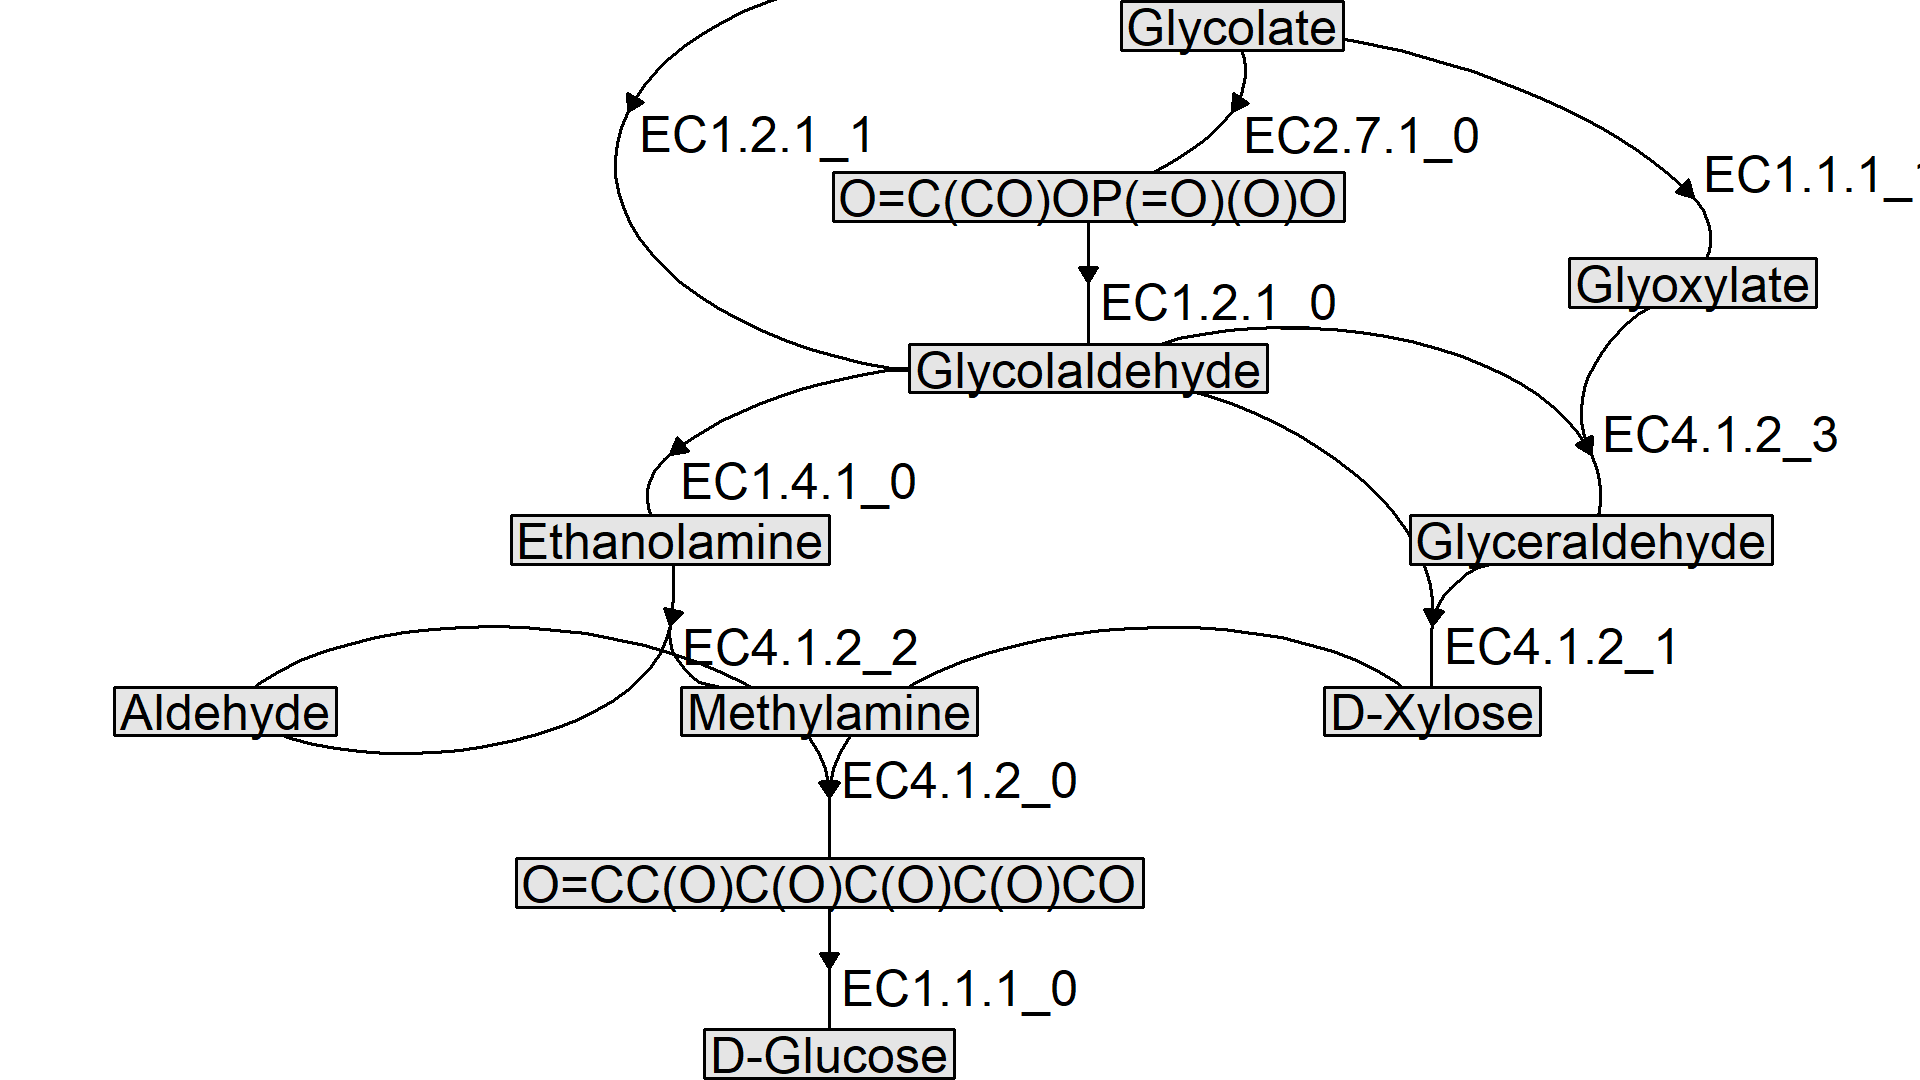 Glycolate
EC1.2.1_1
EC2.7.1_0
EC1.1.1_
O=C(CO)OP(=O)(O)O
Glyoxylate
EC1.2.1_0
Glycolaldehyde
EC4.1.2_3
EC1.4.1_0
Ethanolamine
Glyceraldehyde
EC4.1.2_2
EC4.1.2_1
Aldehyde
Methylamine
D-Xylose
EC4.1.2_0
O=CC(O)C(O)C(O)C(O)CO
EC1.1.1_0
D-Glucose